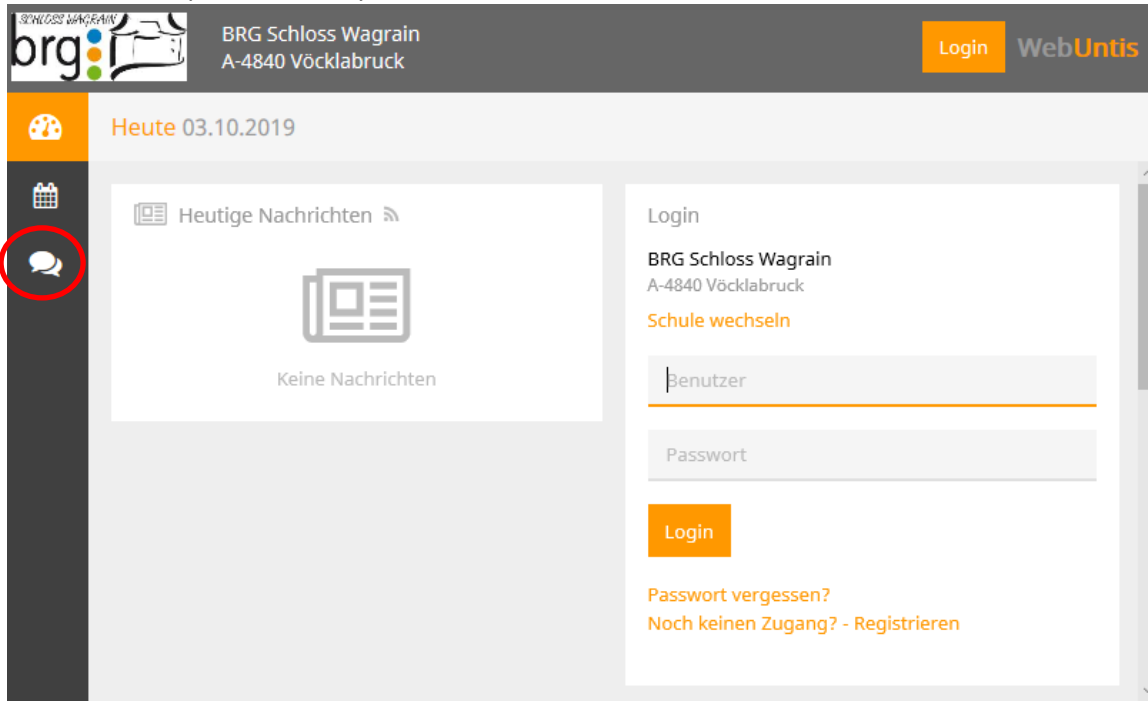 SCHLOSS WAGRAIN
brg
BRG Schloss Wagrain
A-4840 Vöcklabruck
Login
WebUntis
Heute 03.10.2019
Heutige Nachrichten
Keine Nachrichten
Login
BRG Schloss Wagrain
A-4840 Vöcklabruck
Schule wechseln
Benutzer
Passwort
Login
Passwort vergessen?
Noch keinen Zugang? - Registrieren